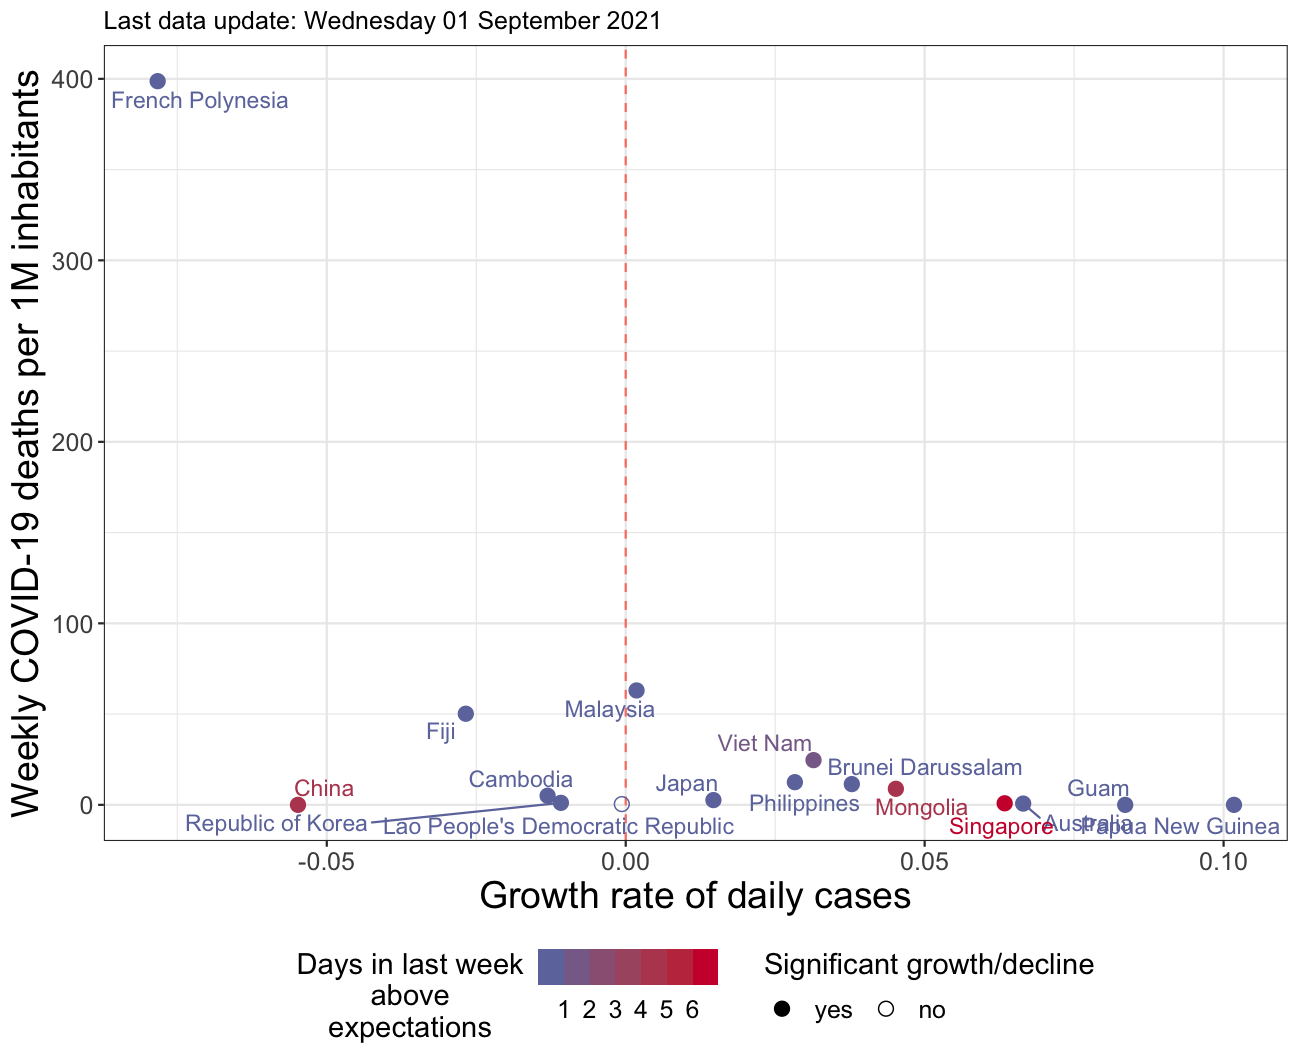 Last data update: Wednesday 01 September 2021
Weekly COVID-19 deaths per 1M inhabitants
400
300
200
100
0
French Polynesia
Malaysia
Fiji
Viet Nam
Brunei Darussalam
Cambodia
Japan
China
Guam
Philippines
Mongolia
Republic of Korea
Lao People's Democratic Republic
Singapore
Australia
Papua New Guinea
-0.05 0.00 0.05 0.10
Growth rate of daily cases
Days in last week
above
expectations
1 2 3 4 5 6
Significant growth/decline
yes no